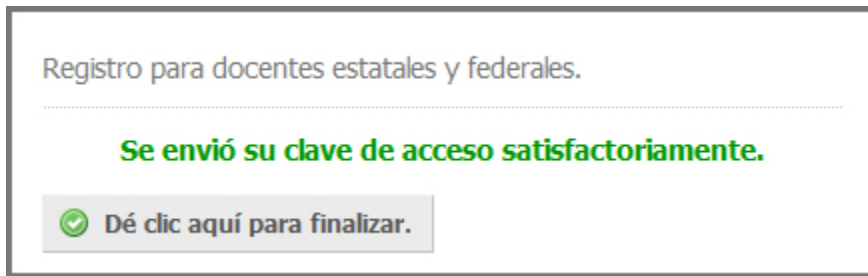 Registro para docentes estatales y federales.
Se envió su clave de acceso satisfactoriamente.
Dé clic aquí para finalizar.